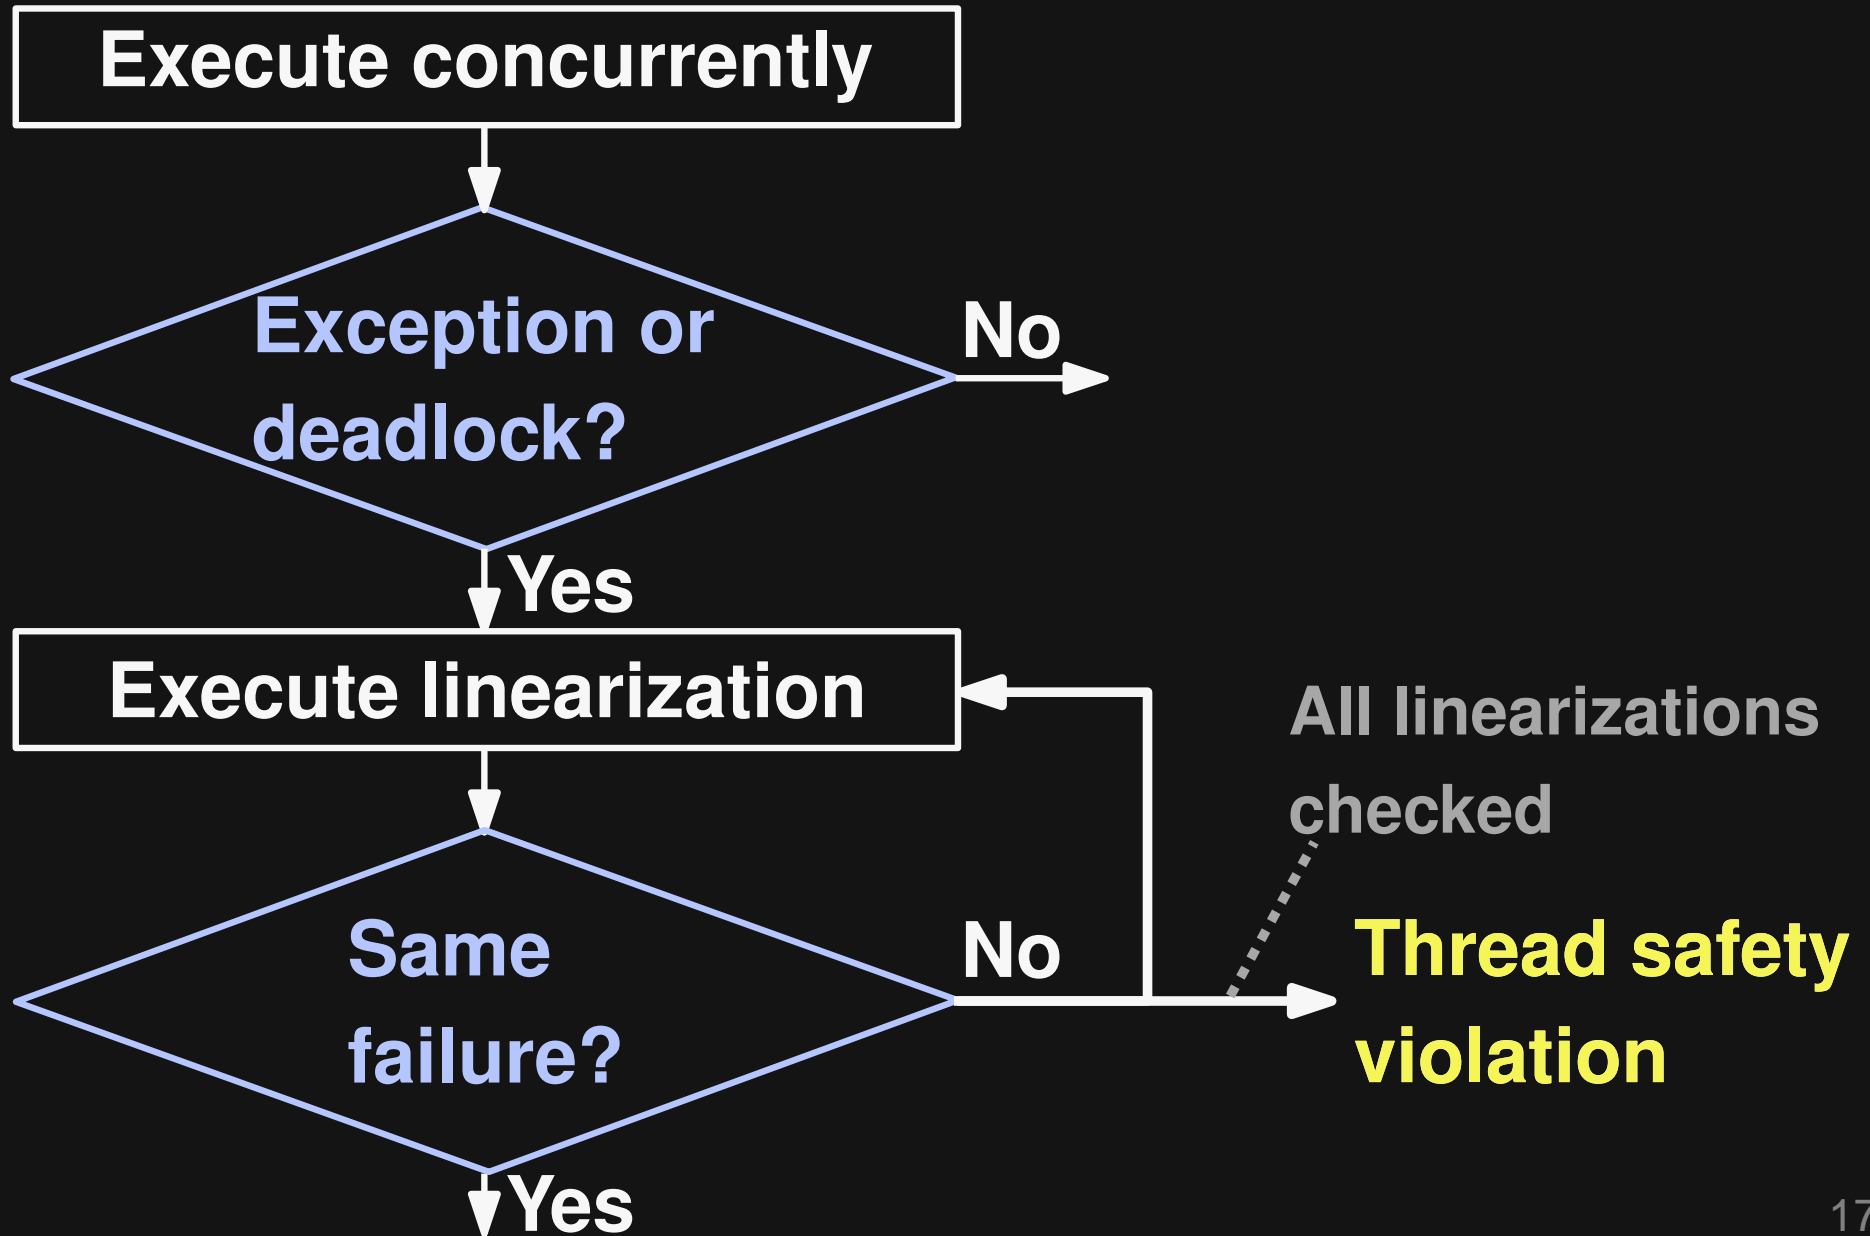 Execute concurrently
Exception or
deadlock?
No
Yes
Execute linearization
All linearizations
checked
Same
failure?
No
Thread safety
violation
Yes
17